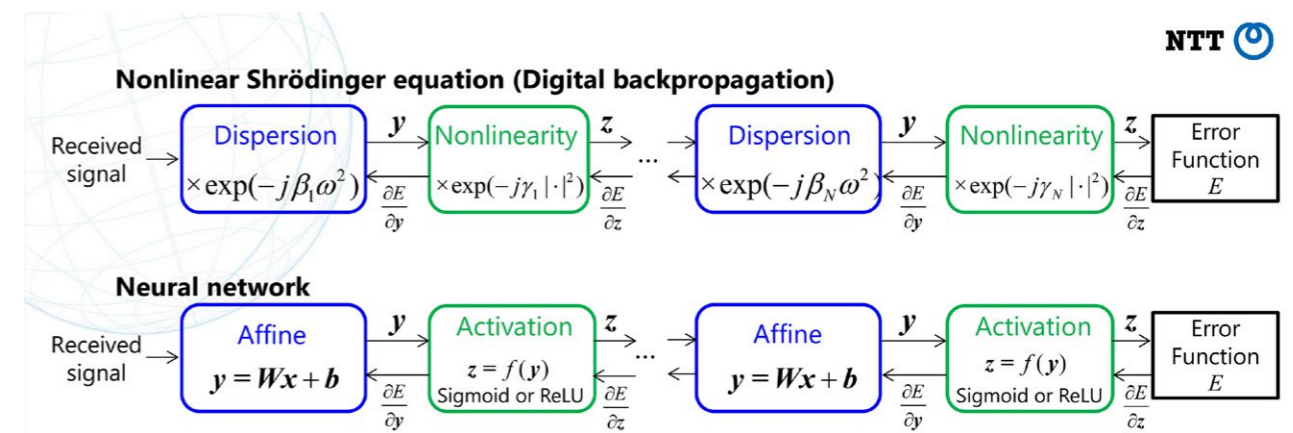 NTT
Nonlinear Shrödinger equation (Digital backpropagation)
Received signal
Dispersion
×exp(−jβ₁ω²)
y
∂E/∂y
Nonlinearity
×exp(−jγ₁|·|²)
z
∂E/∂z
...
Dispersion
×exp(−jβ_Nω²)
y
∂E/∂y
Nonlinearity
×exp(−jγ_N|·|²)
z
∂E/∂z
Error
Function
E
Neural network
Received
signal
Affine
y = Wx + b
y
∂E/∂y
Activation
z = f(y)
Sigmoid or ReLU
z
∂E/∂z
...
Affine
y = Wx + b
y
∂E/∂y
Activation
z = f(y)
Sigmoid or ReLU
z
∂E/∂z
Error
Function
E